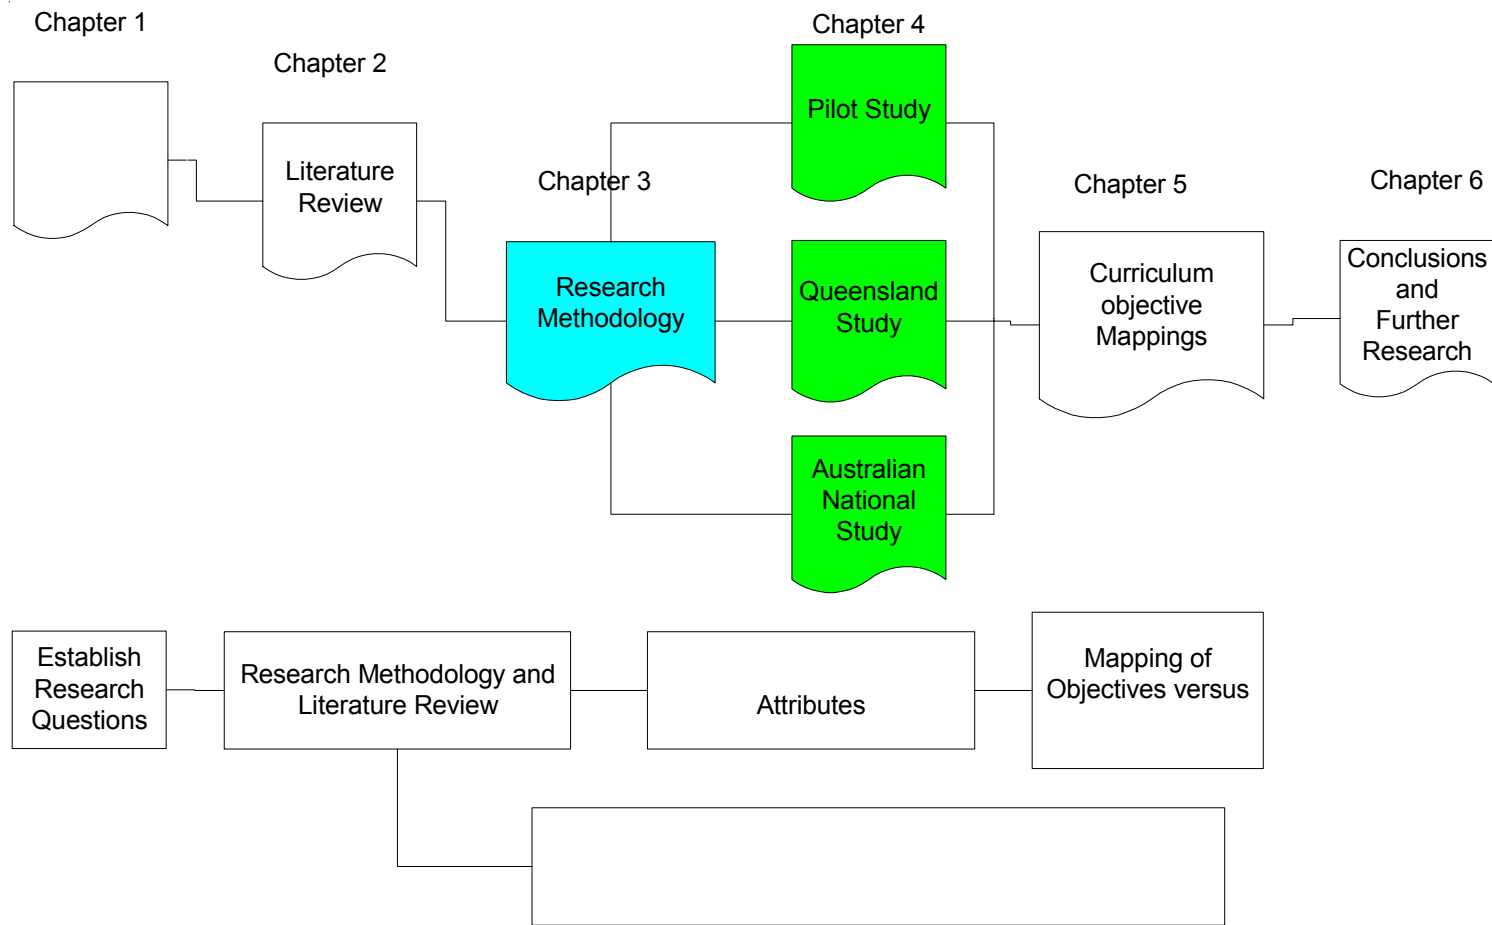 Chapter 1
Chapter 2
Literature
Review
Chapter 3
Research
Methodology
Chapter 4
Pilot Study
Queensland
Study
Australian
National
Study
Chapter 5
Curriculum
objective
Mappings
Chapter 6
Conclusions
and
Further
Research
Establish
Research
Questions
Research Methodology and
Literature Review
Attributes
Mapping of
Objectives versus